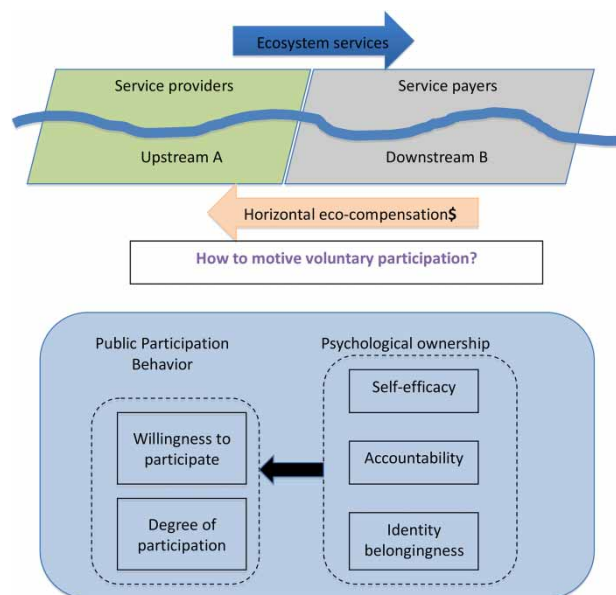 Ecosystem services
Service providers
Service payers
Upstream A
Downstream B
Horizontal eco-compensation$
How to motive voluntary participation?
Public Participation
Behavior
Psychological ownership
Willingness to
participate
Degree of
participation
Self-efficacy
Accountability
Identity
belongingness